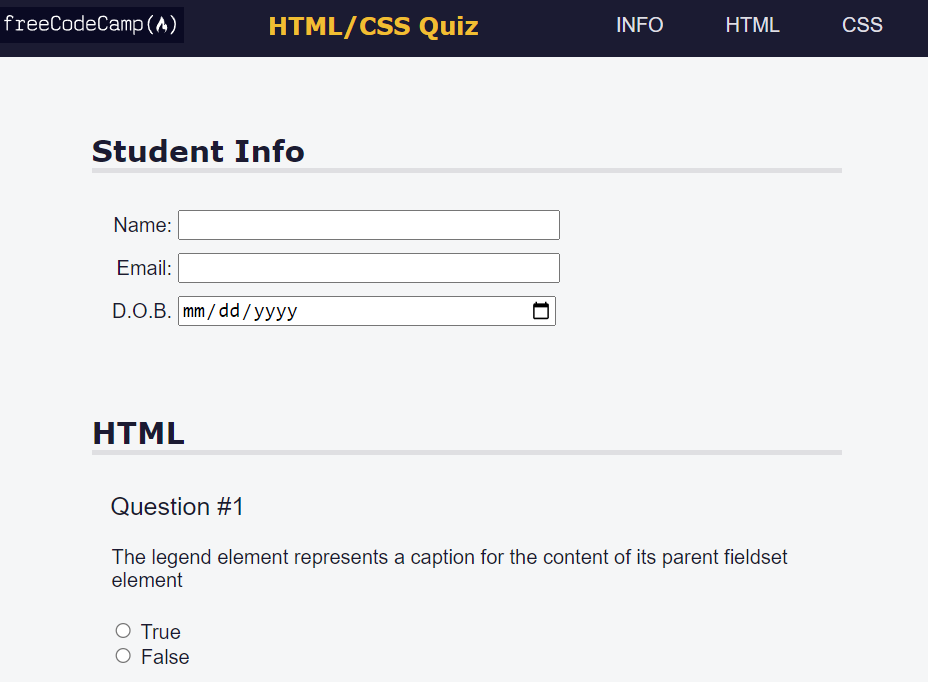 freeCodeCamp HTML/CSS Quiz INFO HTML CSS
Student Info
Name:
Email:
D.O.B. mm/dd/yyyy
HTML
Question #1
The legend element represents a caption for the content of its parent fieldset
element
True
False